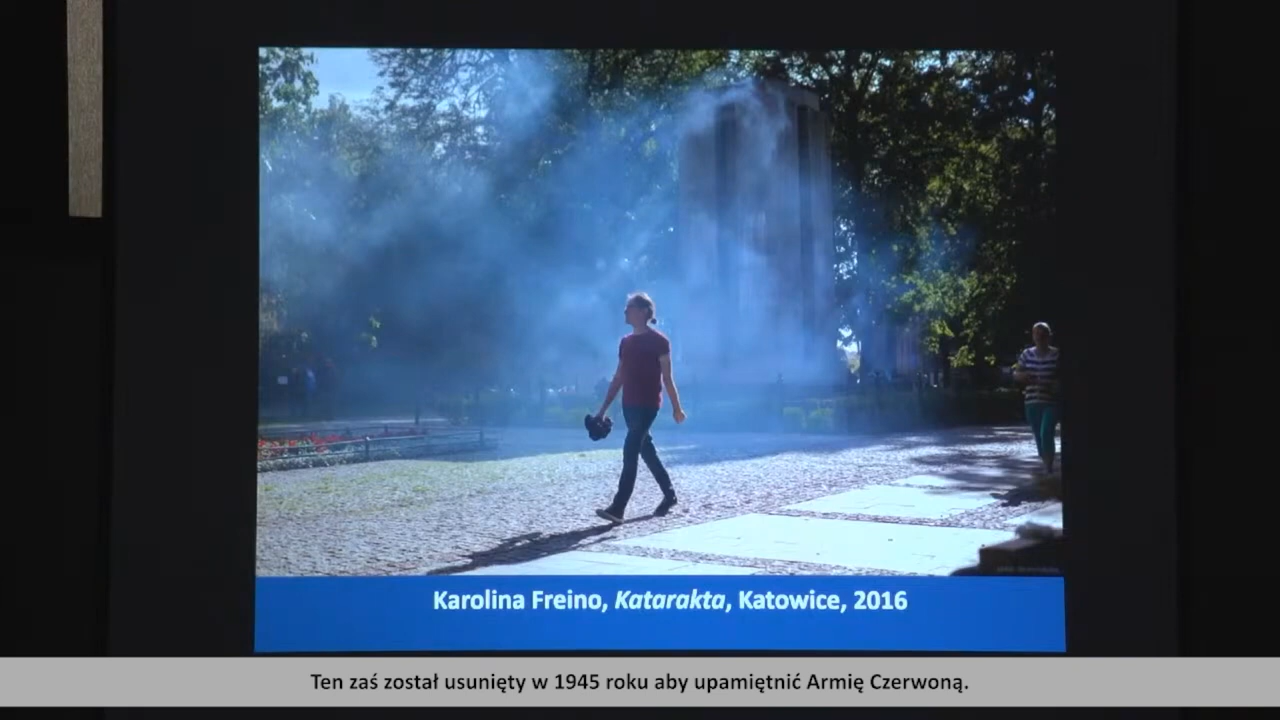 Karolina Freino, Katarakta, Katowice, 2016
Ten zaś został usunięty w 1945 roku aby upamiętnić Armię Czerwoną.